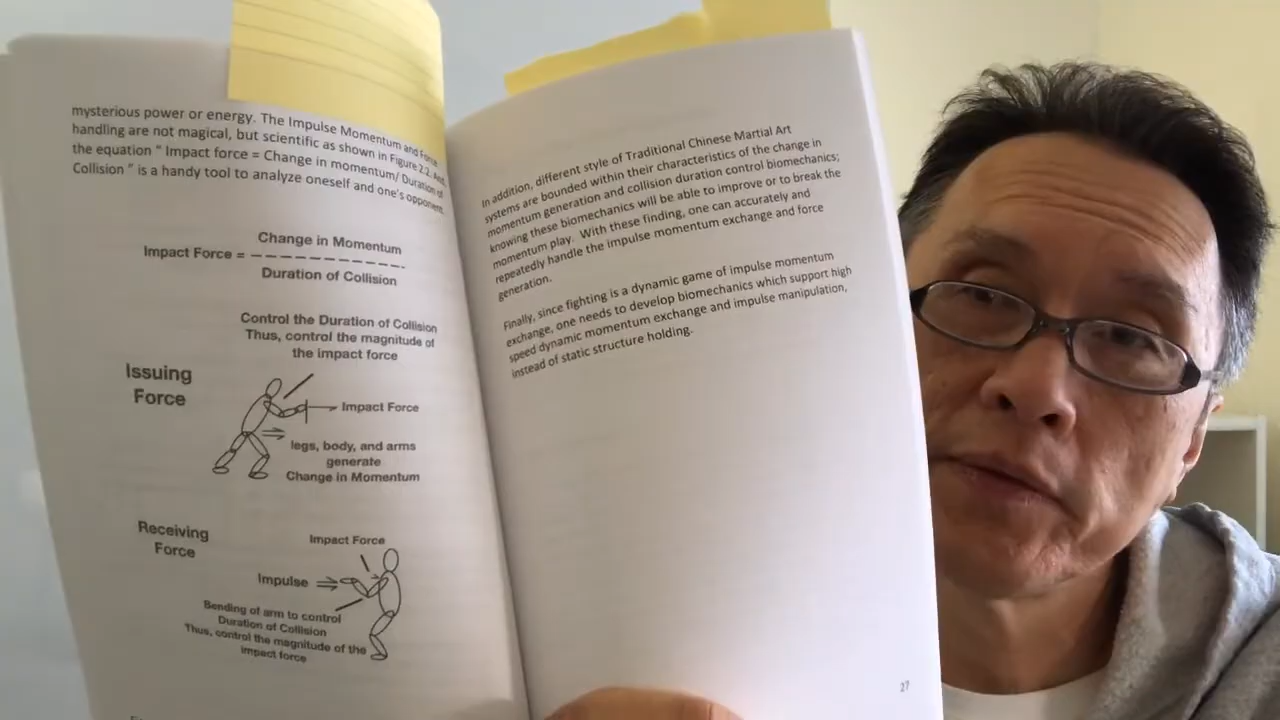 mysterious power or energy. The Impulse Momentum and Force
handling are not magical, but scientific as shown in Figure 2.2. And,
the equation " Impact force = Change in momentum/ Duration of
Collision " is a handy tool to analyze oneself and one's opponent.
Change in Momentum
Impact Force =
Duration of Collision
Control the Duration of Collision
Thus, control the magnitude of
the impact force
Issuing
Force
Impact Force
legs, body, and arms
generate
Change in Momentum
Receiving
Force
Impact Force
Impulse
Bending of arm to control
Duration of Collision
Thus, control the magnitude of the
impact force
In addition, different style of Traditional Chinese Martial Art
systems are bounded within their characteristics of the change in
momentum generation and collision duration control biomechanics;
knowing these biomechanics will be able to improve or to break the
momentum play. With these finding, one can accurately and
repeatedly handle the impulse momentum exchange and force
generation.
Finally, since fighting is a dynamic game of impulse momentum
exchange, one needs to develop biomechanics which support high
speed dynamic momentum exchange and impulse manipulation,
instead of static structure holding.
27